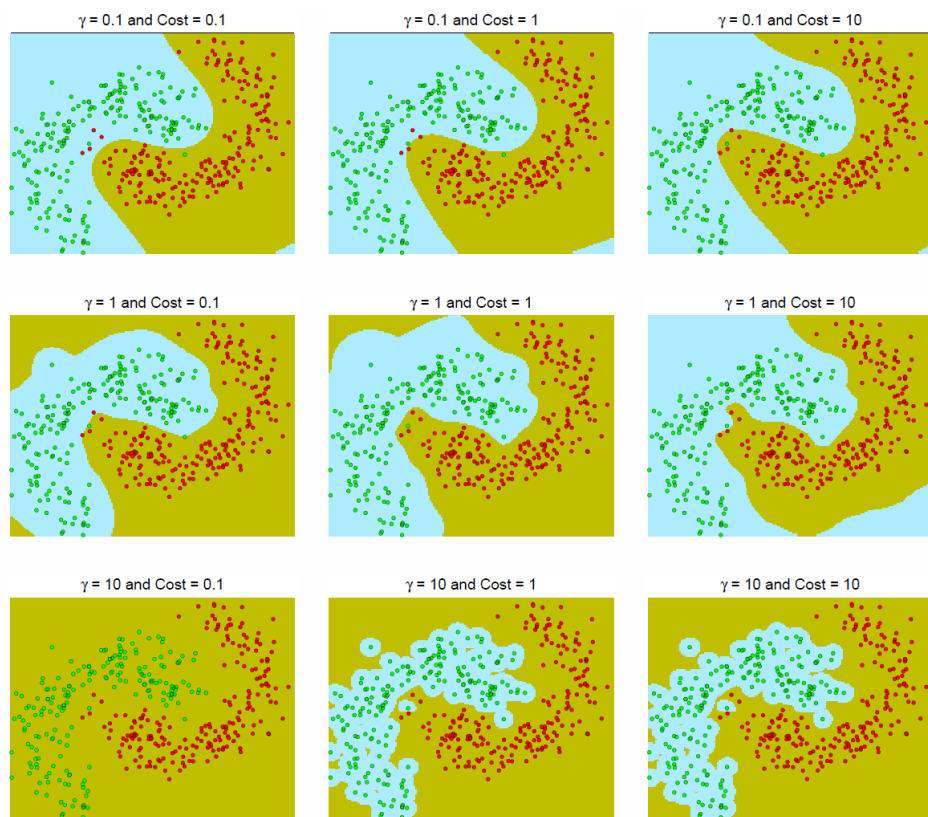 γ = 0.1 and Cost = 0.1
γ = 0.1 and Cost = 1
γ = 0.1 and Cost = 10
γ = 1 and Cost = 0.1
γ = 1 and Cost = 1
γ = 1 and Cost = 10
γ = 10 and Cost = 0.1
γ = 10 and Cost = 1
γ = 10 and Cost = 10